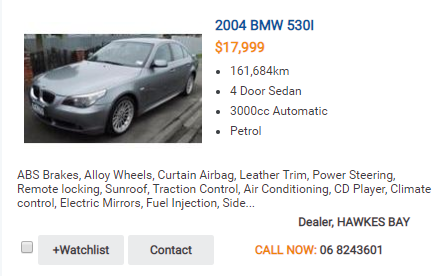 2004 BMW 530I
$17,999
161,684km
4 Door Sedan
3000cc Automatic
Petrol
ABS Brakes, Alloy Wheels, Curtain Airbag, Leather Trim, Power Steering,
Remote locking, Sunroof, Traction Control, Air Conditioning, CD Player, Climate
control, Electric Mirrors, Fuel Injection, Side...
Dealer, HAWKES BAY
+Watchlist
Contact
CALL NOW: 06 8243601